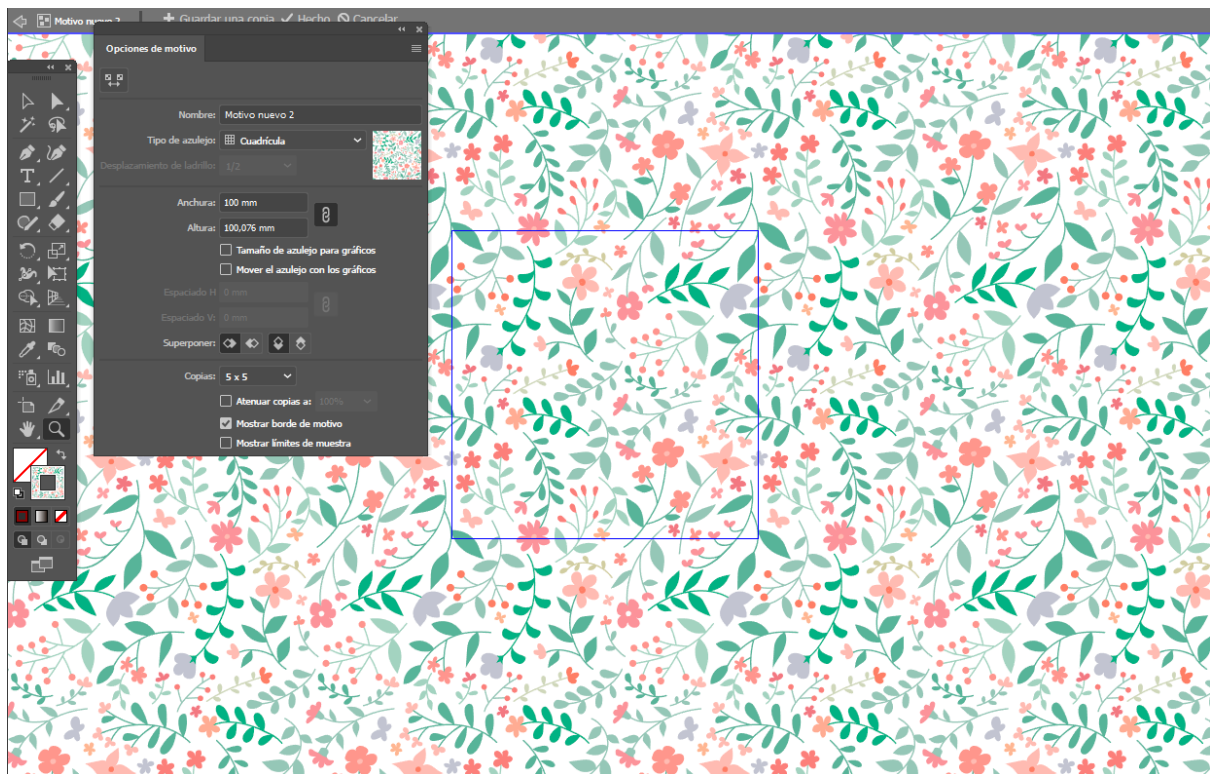 Motivo nuevo 2 Guardar una copia Hecho Cancelar
Opciones de motivo
Nombre: Motivo nuevo 2
Tipo de azulejo: Cuadrícula
Desplazamiento de ladrillo: 1/2
Anchura: 100 mm
Altura: 100,076 mm
Tamaño de azulejo para gráficos
Mover el azulejo con los gráficos
Espaciado H 0 mm
Espaciado V: 0 mm
Superponer:
Copias: 5 x 5
Atenuar copias a: 100%
Mostrar borde de motivo
Mostrar límites de muestra